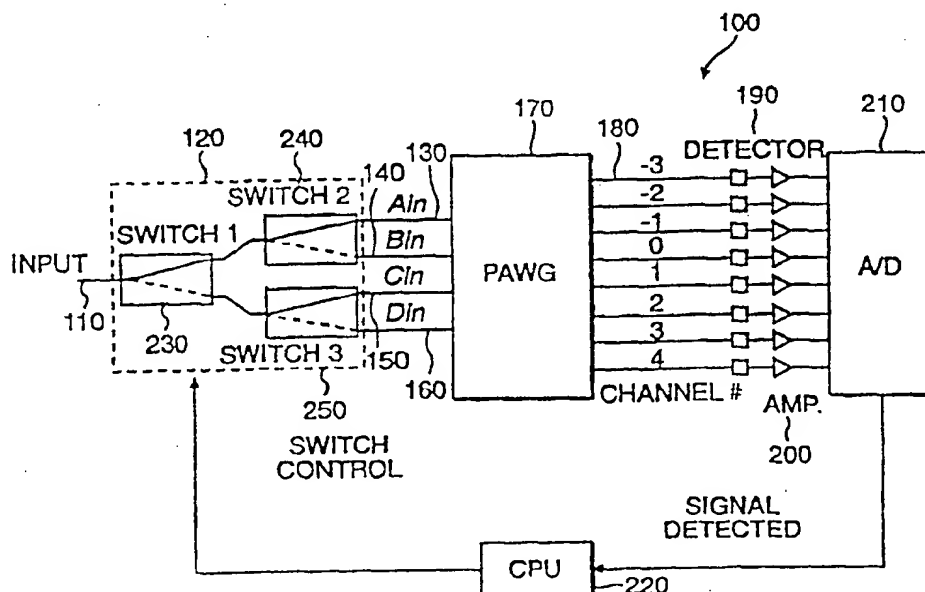 100
170
190
210
180
DETECTOR
240
120
SWITCH 2
140
130
-3
-2
-1
0
1
2
3
4
Ain
Bin
Cin
Din
SWITCH 1
INPUT
PAWG
A/D
110
230
SWITCH 3
150
160
250
CHANNEL #
AMP.
200
SWITCH
CONTROL
SIGNAL
DETECTED
CPU
220